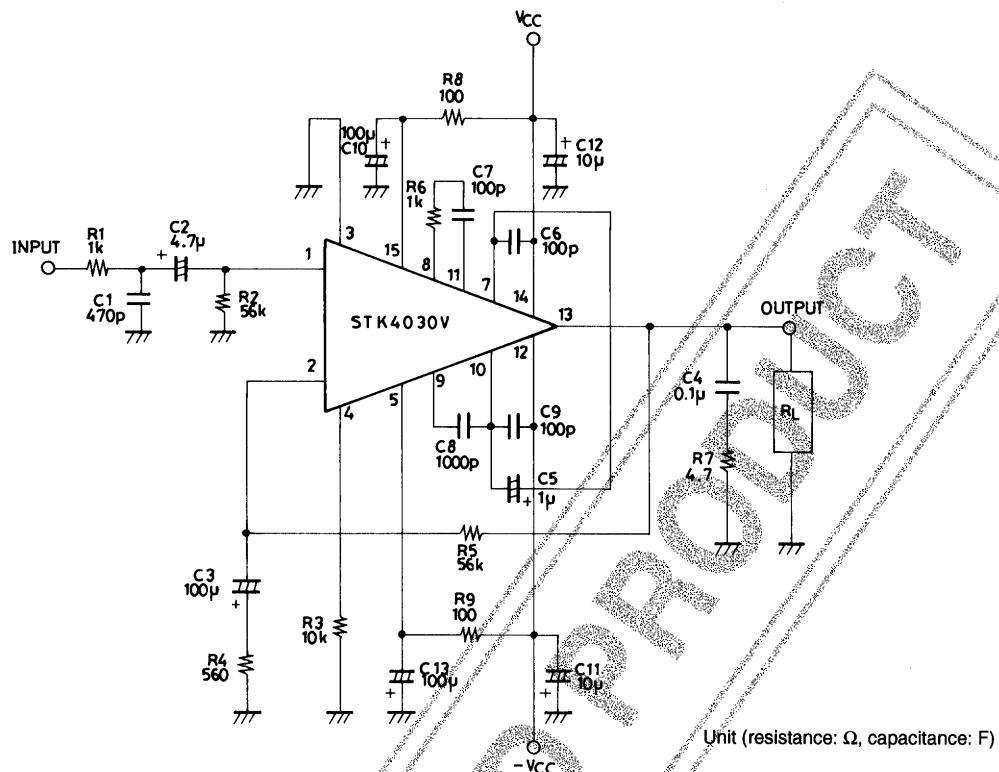 VCC
R8
100
100µ
C10
C12
10µ
R6
1k
C7
100p
C6
100p
3
15
8
11
7
14
INPUT
R1
1k
C2
4.7µ
1
C1
470p
R2
56k
STK4030V
13
OUTPUT
2
4
5
9
10
12
C8
1000p
C9
100p
C5
1µ
C4
0.1µ
R7
4.7
RL
R5
56k
C3
100µ
R4
560
R3
10k
R9
100
C13
100µ
C11
10µ
-VCC
D PRODUCT
Unit (resistance: Ω, capacitance: F)